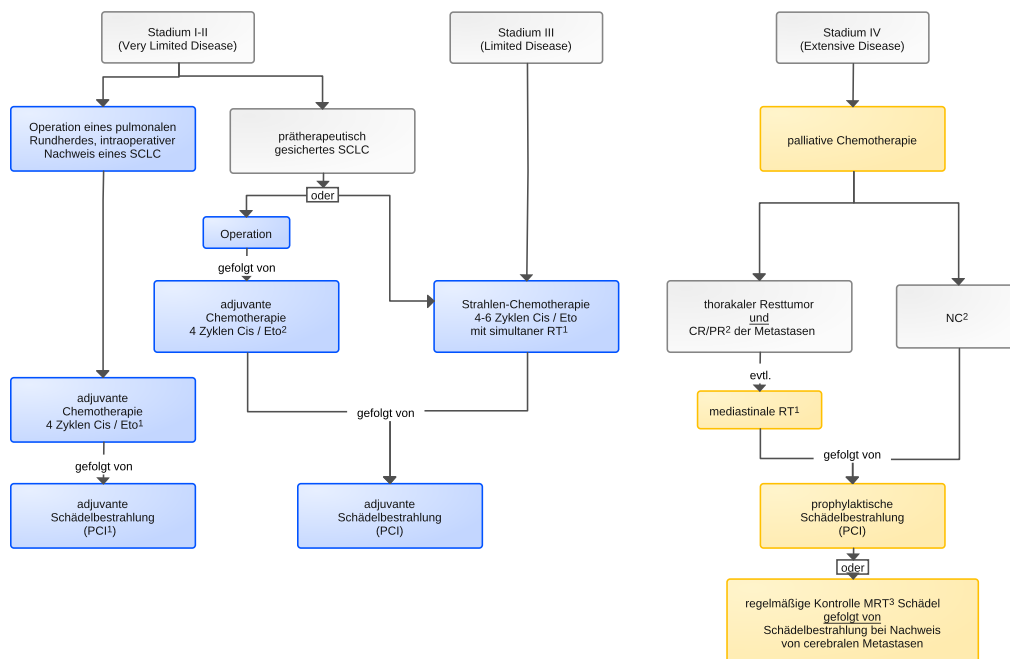 Stadium I-II
(Very Limited Disease)
Stadium III
(Limited Disease)
Stadium IV
(Extensive Disease)
Operation eines pulmonalen
Rundherdes, intraoperativer
Nachweis eines SCLC
prätherapeutisch
gesichertes SCLC
palliative Chemotherapie
oder
Operation
gefolgt von
adjuvante
Chemotherapie
4 Zyklen Cis / Eto²
Strahlen-Chemotherapie
4-6 Zyklen Cis / Eto
mit simultaner RT¹
thorakaler Resttumor
und
CR/PR² der Metastasen
NC²
evtl.
adjuvante
Chemotherapie
4 Zyklen Cis / Eto¹
gefolgt von
mediastinale RT¹
gefolgt von
gefolgt von
adjuvante
Schädelbestrahlung
(PCI¹)
adjuvante
Schädelbestrahlung
(PCI)
prophylaktische
Schädelbestrahlung
(PCI)
oder
regelmäßige Kontrolle MRT³ Schädel
gefolgt von
Schädelbestrahlung bei Nachweis
von cerebralen Metastasen